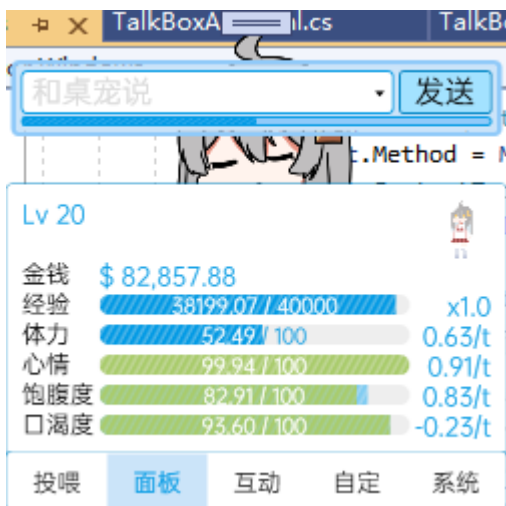 TalkBoxA
l.cs
TalkB
和桌宠说
发送
t.Method =
Lv 20
金钱 $ 82,857.88
经验 38199.07 / 40000 x1.0
体力 52.49 / 100 0.63/t
心情 99.94 / 100 0.91/t
饱腹度 82.91 / 100 0.83/t
口渴度 93.60 / 100 -0.23/t
投喂 面板 互动 自定 系统